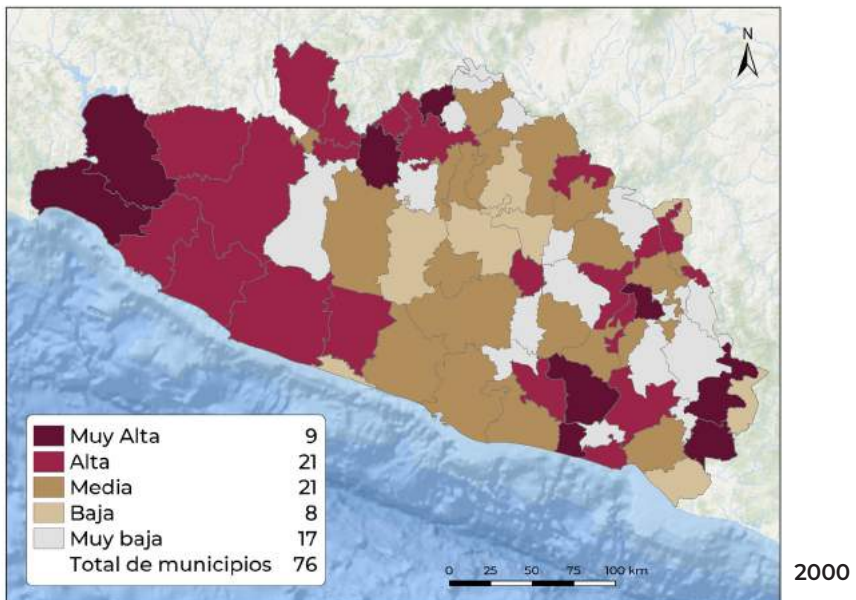 N
Muy Alta 9
Alta 21
Media 21
Baja 8
Muy baja 17
Total de municipios 76
0 25 50 75 100 km
2000